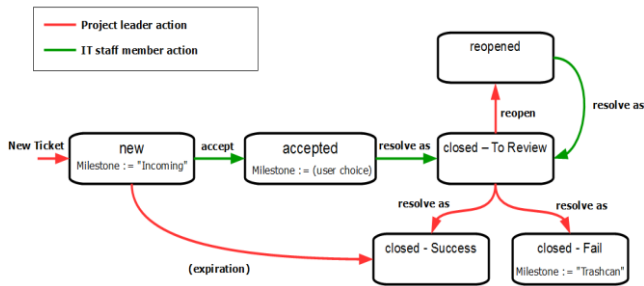 Project leader action
IT staff member action
reopened
reopen
resolve as
New Ticket
new
Milestone := "Incoming"
accept
accepted
Milestone := (user choice)
resolve as
closed – To Review
resolve as
resolve as
(expiration)
closed - Success
closed - Fail
Milestone := "Trashcan"